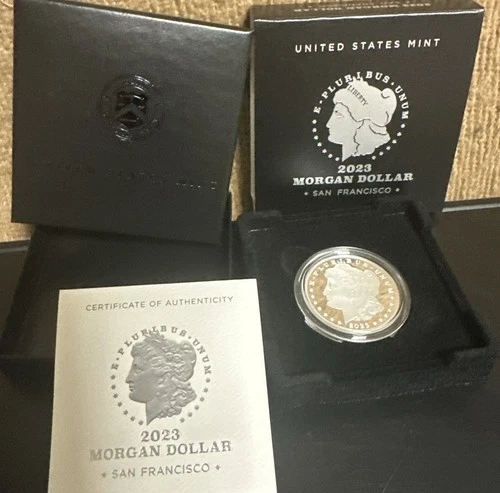 UNITED STATES MINT
E·PLURIBUS·UNUM
LIBERTY
2023
MORGAN DOLLAR
SAN FRANCISCO
2023
CERTIFICATE OF AUTHENTICITY
E·PLURIBUS·UNUM
2023
MORGAN DOLLAR
SAN FRANCISCO